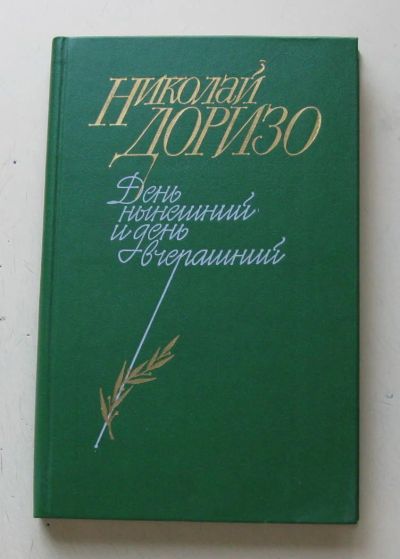 Николай
Доризо
День
нынешний
и день
вчерашний